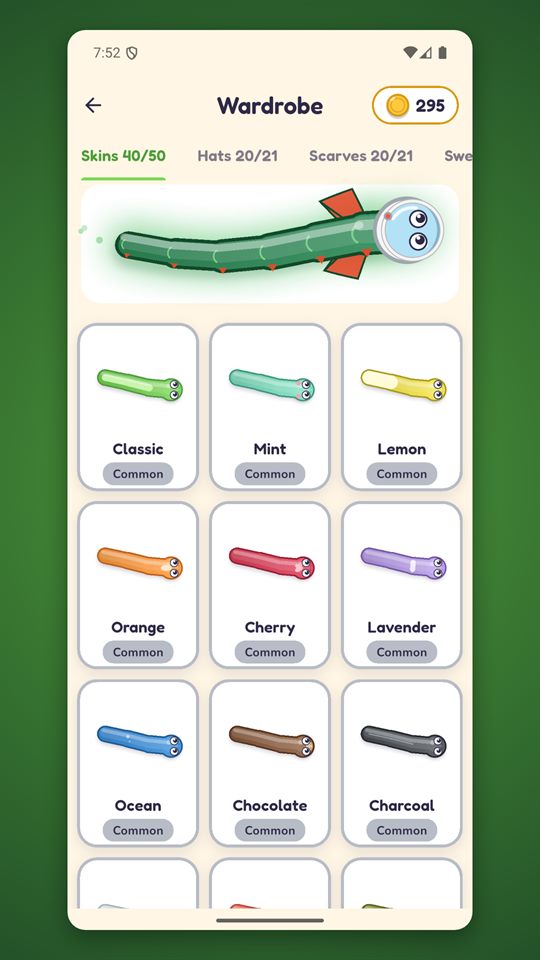 7:52
Wardrobe
295
Skins 40/50 Hats 20/21 Scarves 20/21 Swe
Classic Mint Lemon
Common Common Common
Orange Cherry Lavender
Common Common Common
Ocean Chocolate Charcoal
Common Common Common